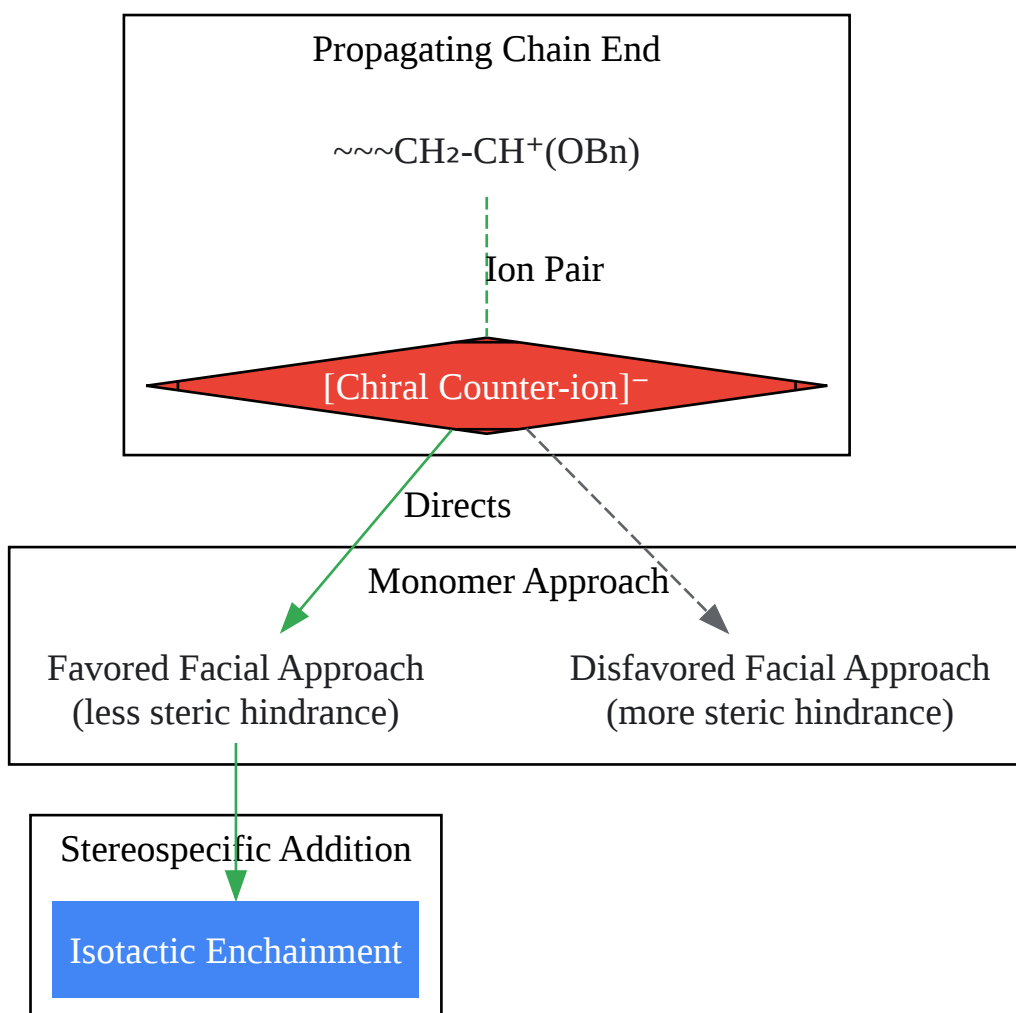 Propagating Chain End
~~~CH₂-CH⁺(OBn)
Ion Pair
[Chiral Counter-ion]⁻
Directs
Monomer Approach
Favored Facial Approach
(less steric hindrance)
Disfavored Facial Approach
(more steric hindrance)
Stereospecific Addition
Isotactic Enchainment